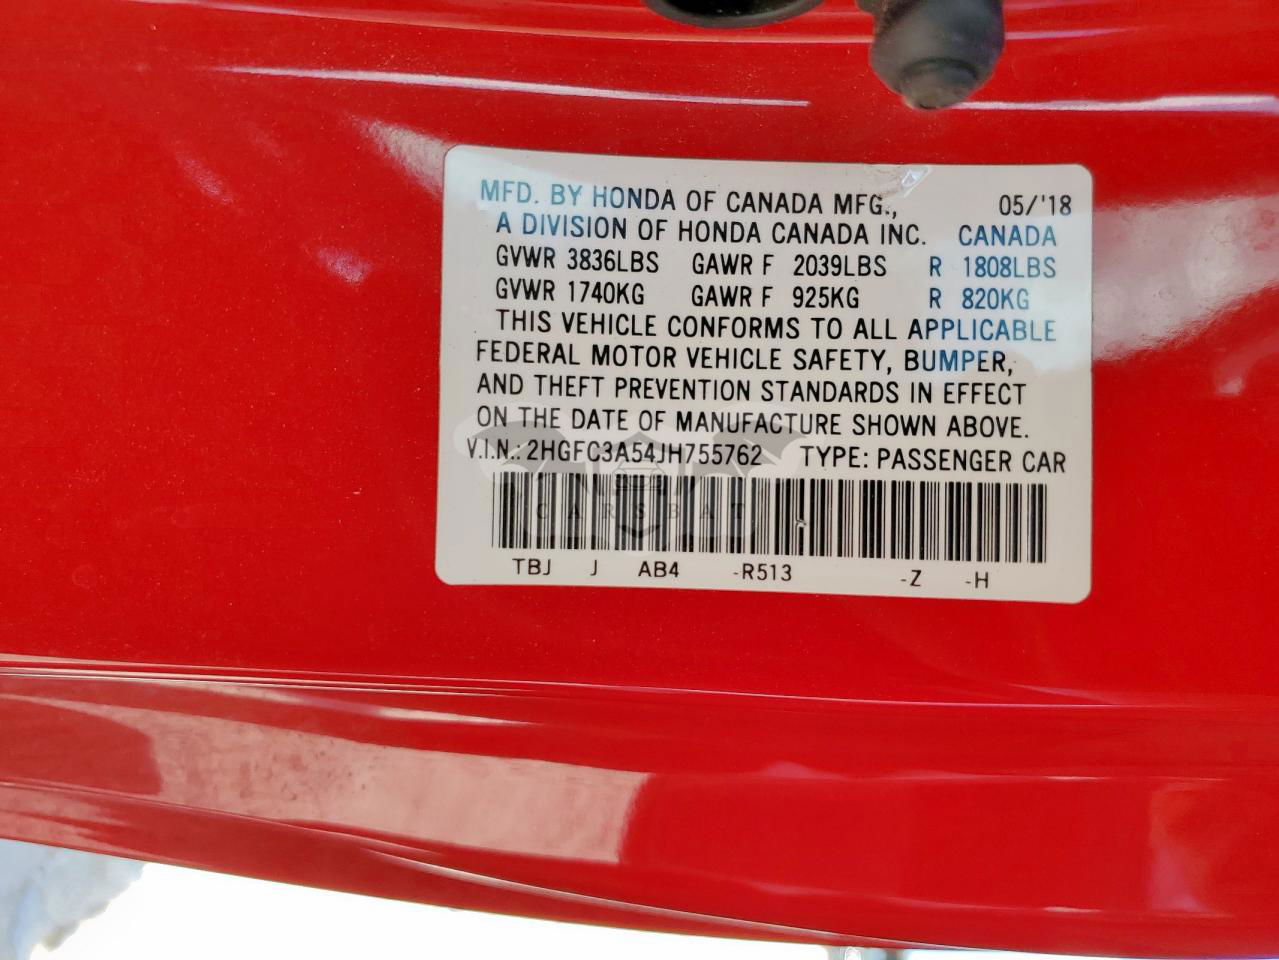 MFD. BY HONDA OF CANADA MFG., 05/'18
A DIVISION OF HONDA CANADA INC. CANADA
GVWR 3836LBS GAWR F 2039LBS R 1808LBS
GVWR 1740KG GAWR F 925KG R 820KG
THIS VEHICLE CONFORMS TO ALL APPLICABLE
FEDERAL MOTOR VEHICLE SAFETY, BUMPER,
AND THEFT PREVENTION STANDARDS IN EFFECT
ON THE DATE OF MANUFACTURE SHOWN ABOVE.
V.I.N.: 2HGFC3A54JH755762 TYPE: PASSENGER CAR
CARSBAT
TBJ J AB4 -R513 -Z -H